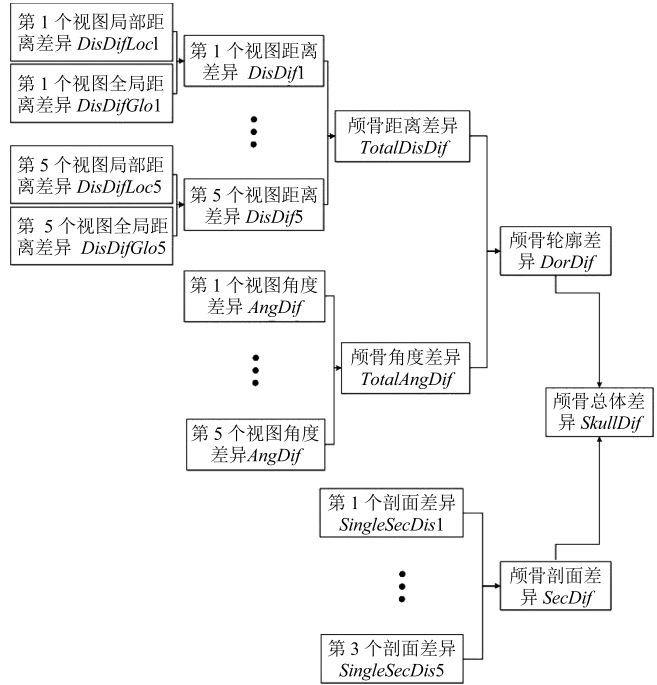 第 1 个视图局部距
离差异 DisDifLoc1
第 1 个视图全局距
离差异 DisDifGlo1
第 1 个视图距离
差异 DisDif1
第 5 个视图局部距
离差异 DisDifLoc5
第 5 个视图全局距
离差异 DisDifGlo5
第 5 个视图距离
差异 DisDif5
颅骨距离差异
TotalDisDif
第 1 个视图角度
差异 AngDif
第 5 个视图角度
差异AngDif
颅骨角度差异
TotalAngDif
颅骨轮廓差
异 DorDif
第 1 个剖面差异
SingleSecDis1
第 3 个剖面差异
SingleSecDis5
颅骨剖面差
异 SecDif
颅骨总体差
异 SkullDif